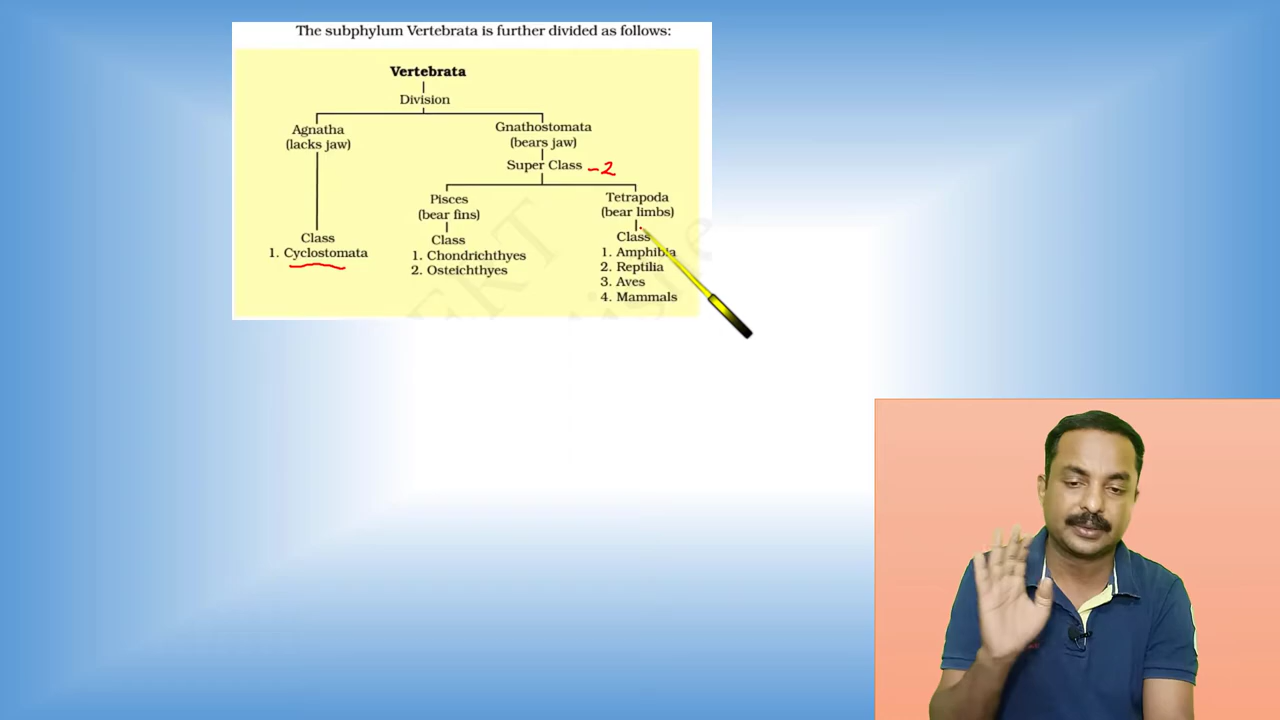 The subphylum Vertebrata is further divided as follows:
Vertebrata
Division
Agnatha
(lacks jaw)
Gnathostomata
(bears jaw)
Super Class -2
Pisces
(bear fins)
Tetrapoda
(bear limbs)
Class
1. Cyclostomata
Class
1. Chondrichthyes
2. Osteichthyes
Class
1. Amphibia
2. Reptilia
3. Aves
4. Mammals